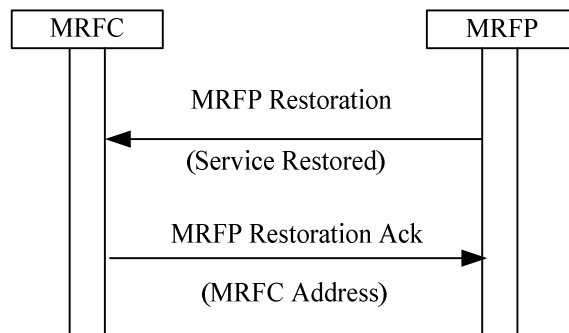 MRFC
MRFP
MRFP Restoration
(Service Restored)
MRFP Restoration Ack
(MRFC Address)